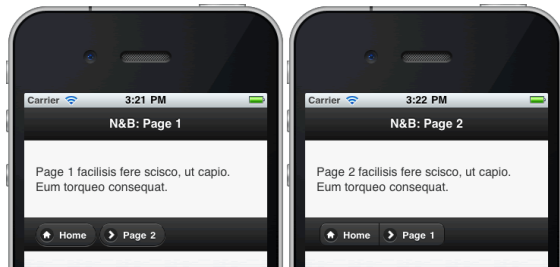 Carrier 3:21 PM
N&B: Page 1
Page 1 facilisis fere scisco, ut capio.
Eum torqueo consequat.
Home Page 2
Carrier 3:22 PM
N&B: Page 2
Page 2 facilisis fere scisco, ut capio.
Eum torqueo consequat.
Home Page 1